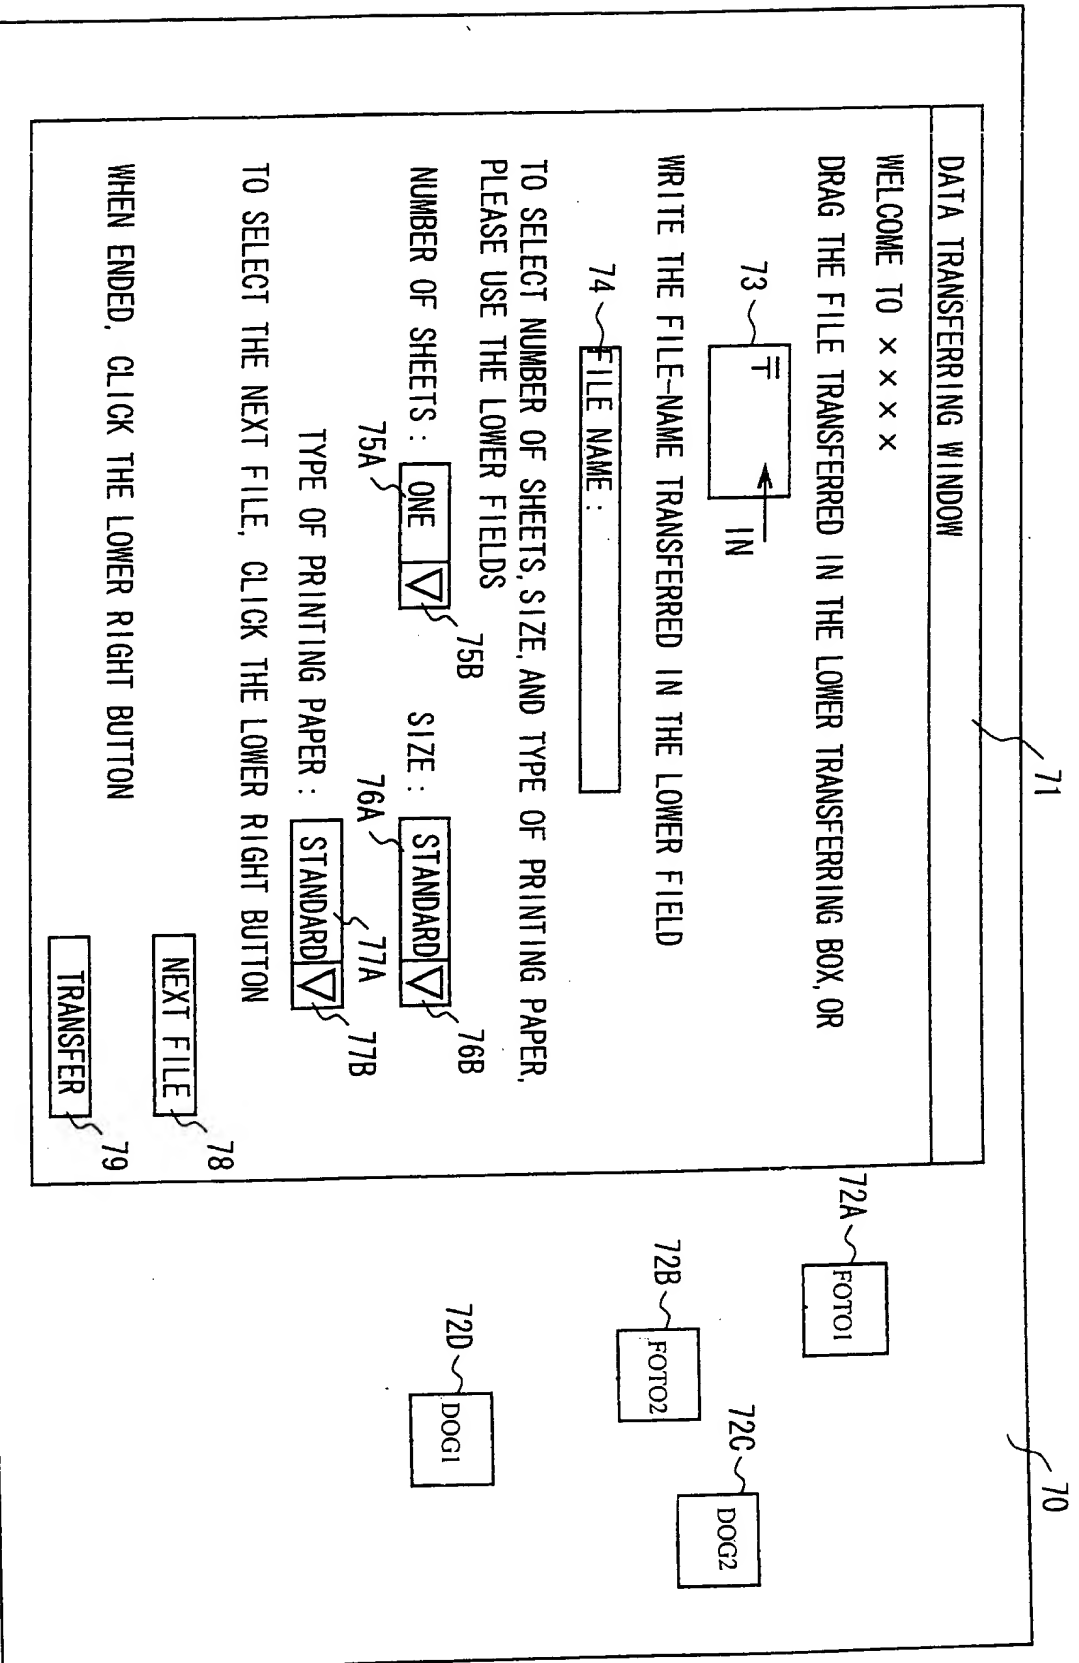 70
71
DATA TRANSFERRING WINDOW
WELCOME TO ××××
DRAG THE FILE TRANSFERRED IN THE LOWER TRANSFERRING BOX, OR
73
〒
IN
WRITE THE FILE-NAME TRANSFERRED IN THE LOWER FIELD
74
FILE NAME :
TO SELECT NUMBER OF SHEETS, SIZE, AND TYPE OF PRINTING PAPER,
PLEASE USE THE LOWER FIELDS
75B
76B
NUMBER OF SHEETS : ONE ▽ SIZE : STANDARD ▽
75A
76A
77A
77B
TYPE OF PRINTING PAPER : STANDARD ▽
TO SELECT THE NEXT FILE, CLICK THE LOWER RIGHT BUTTON
78
NEXT FILE
WHEN ENDED, CLICK THE LOWER RIGHT BUTTON
79
TRANSFER
72A
FOTO1
72B
FOTO2
72C
DOG2
72D
DOG1